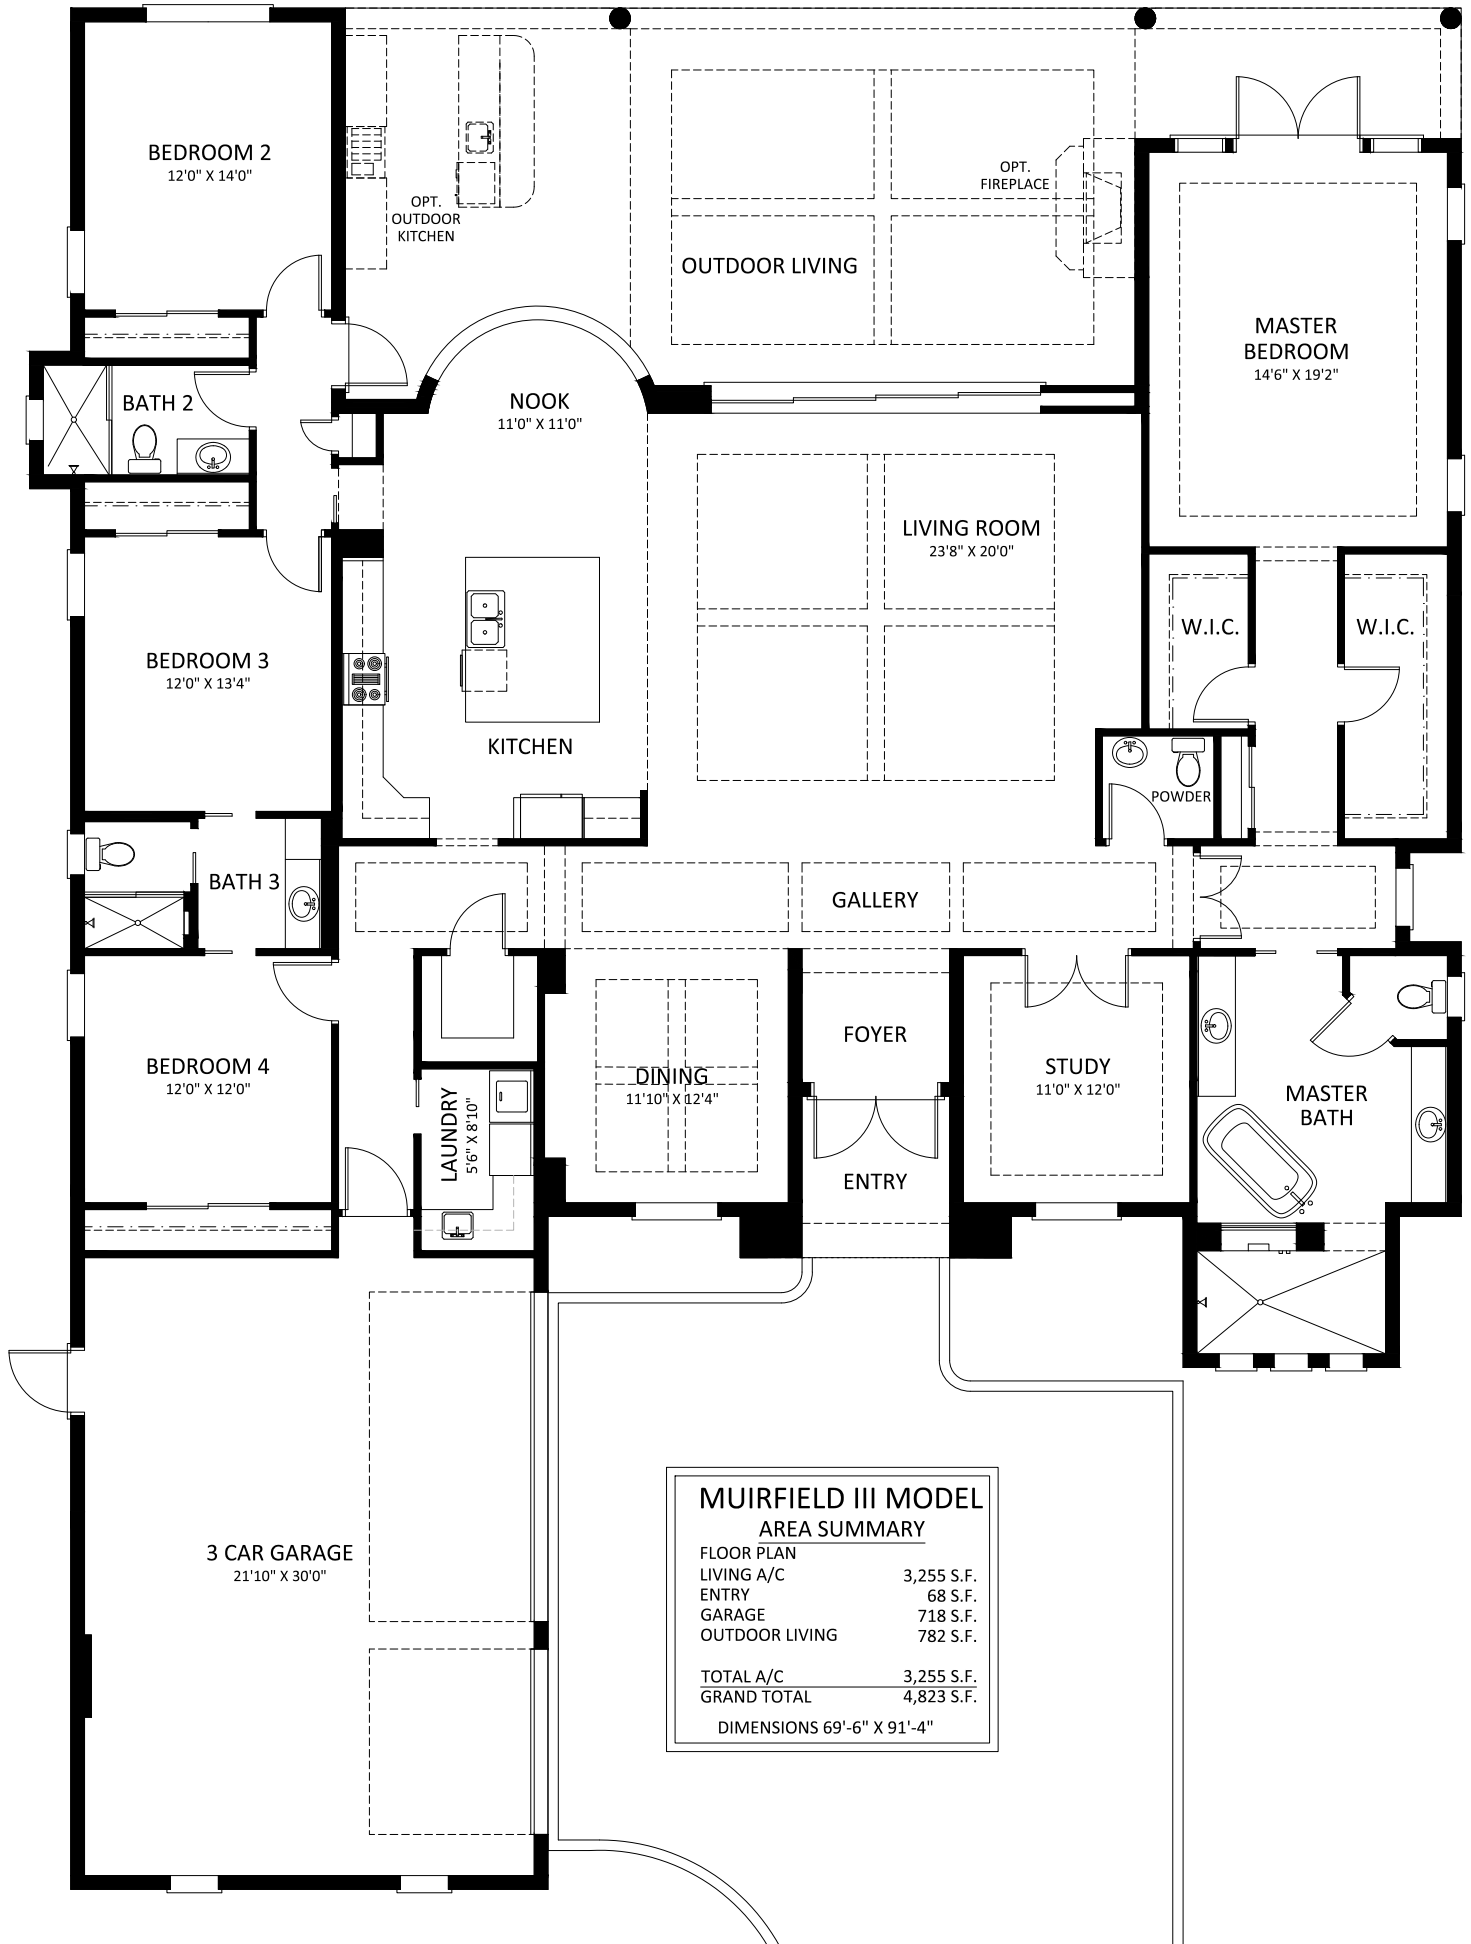 BEDROOM 2
12'0" X 14'0"
OPT.
OUTDOOR
KITCHEN
OPT.
FIREPLACE
OUTDOOR LIVING
MASTER
BEDROOM
14'6" X 19'2"
BATH 2
NOOK
11'0" X 11'0"
LIVING ROOM
23'8" X 20'0"
W.I.C.
W.I.C.
BEDROOM 3
12'0" X 13'4"
KITCHEN
POWDER
BATH 3
GALLERY
FOYER
BEDROOM 4
12'0" X 12'0"
LAUNDRY
5'6" X 8'10"
DINING
11'10" X 12'4"
STUDY
11'0" X 12'0"
MASTER
BATH
ENTRY
3 CAR GARAGE
21'10" X 30'0"
MUIRFIELD III MODEL
AREA SUMMARY
FLOOR PLAN
LIVING A/C 3,255 S.F.
ENTRY 68 S.F.
GARAGE 718 S.F.
OUTDOOR LIVING 782 S.F.
TOTAL A/C 3,255 S.F.
GRAND TOTAL 4,823 S.F.
DIMENSIONS 69'-6" X 91'-4"